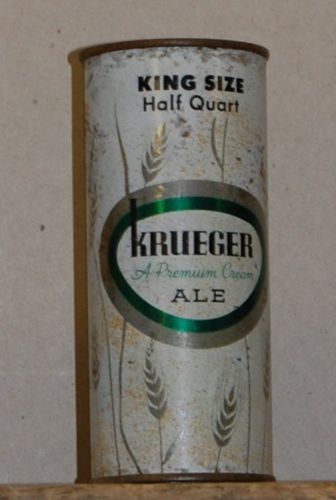 KING SIZE
Half Quart
KRUEGER
A Premium Cream
ALE